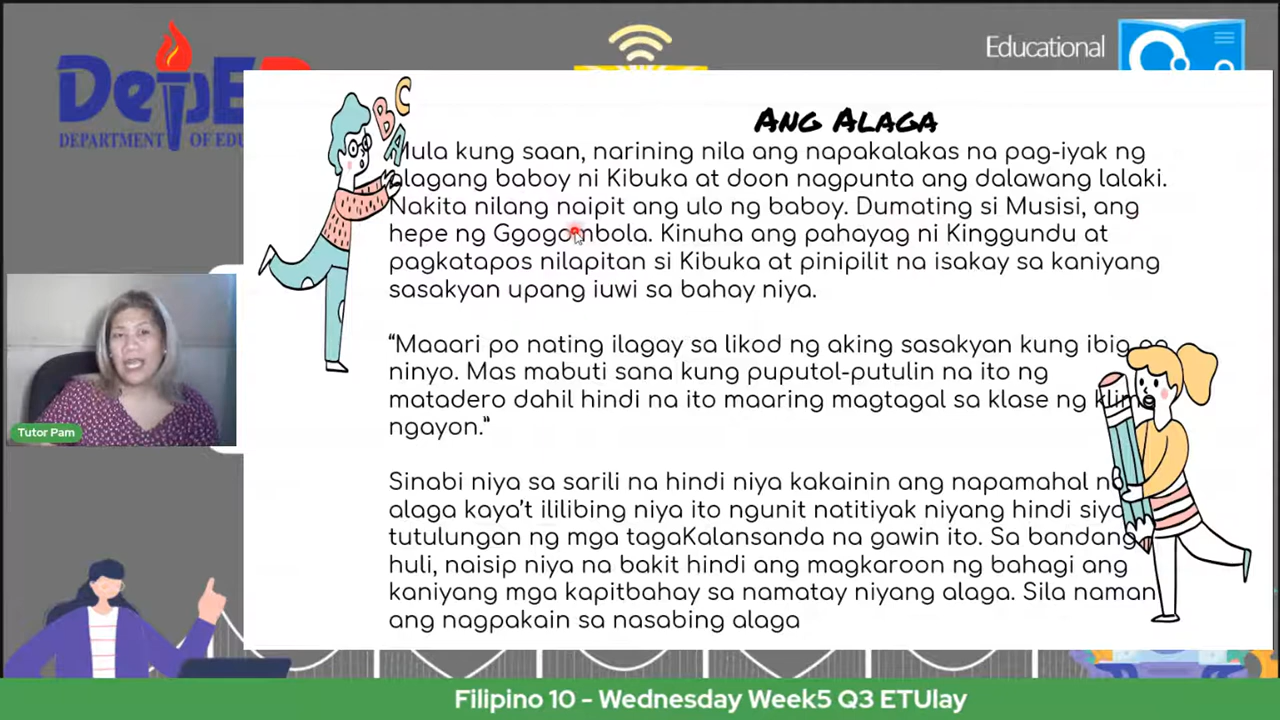 DepED
DEPARTMENT OF EDU
Educational
ABC
ANG ALAGA
Mula kung saan, narining nila ang napakalakas na pag-iyak ng
alagang baboy ni Kibuka at doon nagpunta ang dalawang lalaki.
Nakita nilang naipit ang ulo ng baboy. Dumating si Musisi, ang
hepe ng Ggogombola. Kinuha ang pahayag ni Kinggundu at
pagkatapos nilapitan si Kibuka at pinipilit na isakay sa kaniyang
sasakyan upang iuwi sa bahay niya.
“Maaari po nating ilagay sa likod ng aking sasakyan kung ibig
ninyo. Mas mabuti sana kung puputol-putulin na ito ng
matadero dahil hindi na ito maaring magtagal sa klase ng klima
ngayon.”
Sinabi niya sa sarili na hindi niya kakainin ang napamahal na
alaga kaya’t ililibing niya ito ngunit natitiyak niyang hindi siya
tutulungan ng mga tagaKalansanda na gawin ito. Sa bandang
huli, naisip niya na bakit hindi ang magkaroon ng bahagi ang
kaniyang mga kapitbahay sa namatay niyang alaga. Sila naman
ang nagpakain sa nasabing alaga
Tutor Pam
Filipino 10 - Wednesday Week5 Q3 ETUlay